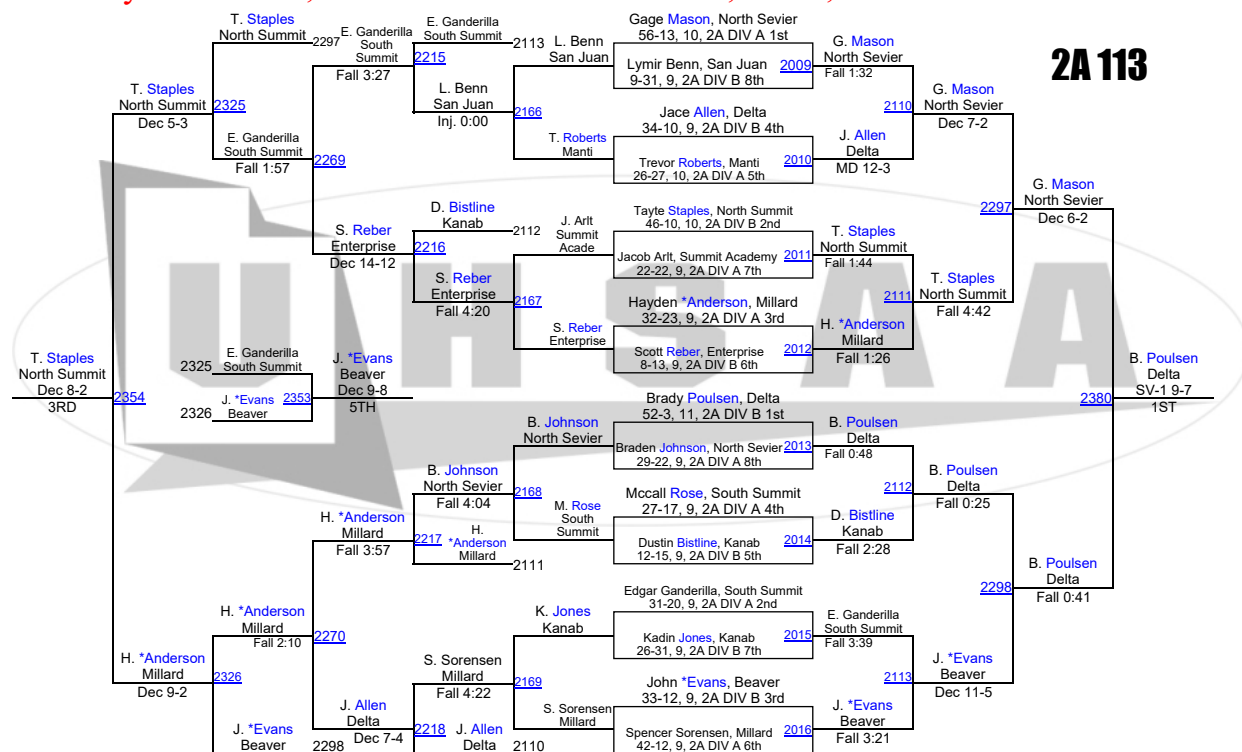 2A 113
T. Staples
North Summit
2297
E. Ganderilla
South
Summit
Fall 3:27
E. Ganderilla
South Summit
2113
2215
L. Benn
San Juan
Inj. 0:00
L. Benn
San Juan
2166
T. Roberts
Manti
Gage Mason, North Sevier
56-13, 10, 2A DIV A 1st
Lymir Benn, San Juan
9-31, 9, 2A DIV B 8th
2009
G. Mason
North Sevier
Fall 1:32
2110
G. Mason
North Sevier
Dec 7-2
Jace Allen, Delta
34-10, 9, 2A DIV B 4th
Trevor Roberts, Manti
26-27, 10, 2A DIV A 5th
2010
J. Allen
Delta
MD 12-3
T. Staples
North Summit
Dec 5-3
2325
E. Ganderilla
South Summit
Fall 1:57
2269
S. Reber
Enterprise
Dec 14-12
D. Bistline
Kanab
2112
2216
S. Reber
Enterprise
Fall 4:20
J. Arlt
Summit
Acade
2167
S. Reber
Enterprise
Tayte Staples, North Summit
46-10, 10, 2A DIV B 2nd
Jacob Arlt, Summit Academy
22-22, 9, 2A DIV A 7th
2011
T. Staples
North Summit
Fall 1:44
2111
T. Staples
North Summit
Fall 4:42
2297
G. Mason
North Sevier
Dec 6-2
Hayden *Anderson, Millard
32-23, 9, 2A DIV A 3rd
Scott Reber, Enterprise
8-13, 9, 2A DIV B 6th
2012
H. *Anderson
Millard
Fall 1:26
UHSAA
T. Staples
North Summit
Dec 8-2
3RD
2354
2325
E. Ganderilla
South Summit
2326
J. *Evans
Beaver
2353
J. *Evans
Beaver
Dec 9-8
5TH
B. Poulsen
Delta
SV-1 9-7
1ST
2380
B. Johnson
North Sevier
B. Johnson
North Sevier
Fall 4:04
2168
M. Rose
South
Summit
Brady Poulsen, Delta
52-3, 11, 2A DIV B 1st
Braden Johnson, North Sevier
29-22, 9, 2A DIV A 8th
2013
B. Poulsen
Delta
Fall 0:48
2112
B. Poulsen
Delta
Fall 0:25
Mccall Rose, South Summit
27-17, 9, 2A DIV A 4th
Dustin Bistline, Kanab
12-15, 9, 2A DIV B 5th
2014
D. Bistline
Kanab
Fall 2:28
H. *Anderson
Millard
Fall 3:57
2217
H.
*Anderson
Millard
2111
2298
B. Poulsen
Delta
Fall 0:41
H. *Anderson
Millard
Fall 2:10
2270
K. Jones
Kanab
S. Sorensen
Millard
Fall 4:22
2169
S. Sorensen
Millard
Edgar Ganderilla, South Summit
31-20, 9, 2A DIV A 2nd
Kadin Jones, Kanab
26-31, 9, 2A DIV B 7th
2015
E. Ganderilla
South Summit
Fall 3:39
2113
J. *Evans
Beaver
Dec 11-5
John *Evans, Beaver
33-12, 9, 2A DIV B 3rd
Spencer Sorensen, Millard
42-12, 9, 2A DIV A 6th
2016
J. *Evans
Beaver
Fall 3:21
H. *Anderson
Millard
Dec 9-2
2326
J. *Evans
Beaver
2298
J. Allen
Delta
Dec 7-4
2218
J. Allen
Delta
2110